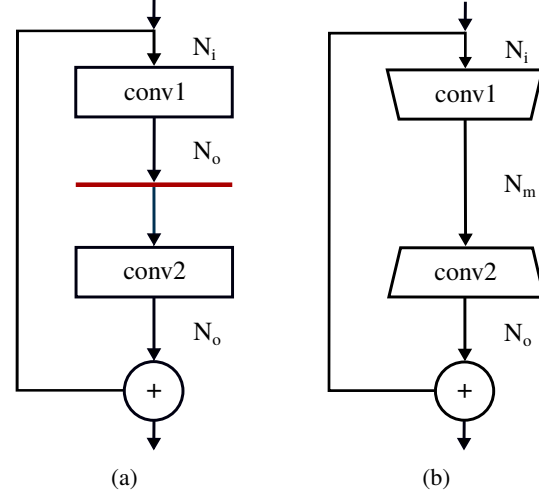 N_i
conv1
N_o
conv2
N_o
+
(a)
N_i
conv1
N_m
conv2
N_o
+
(b)